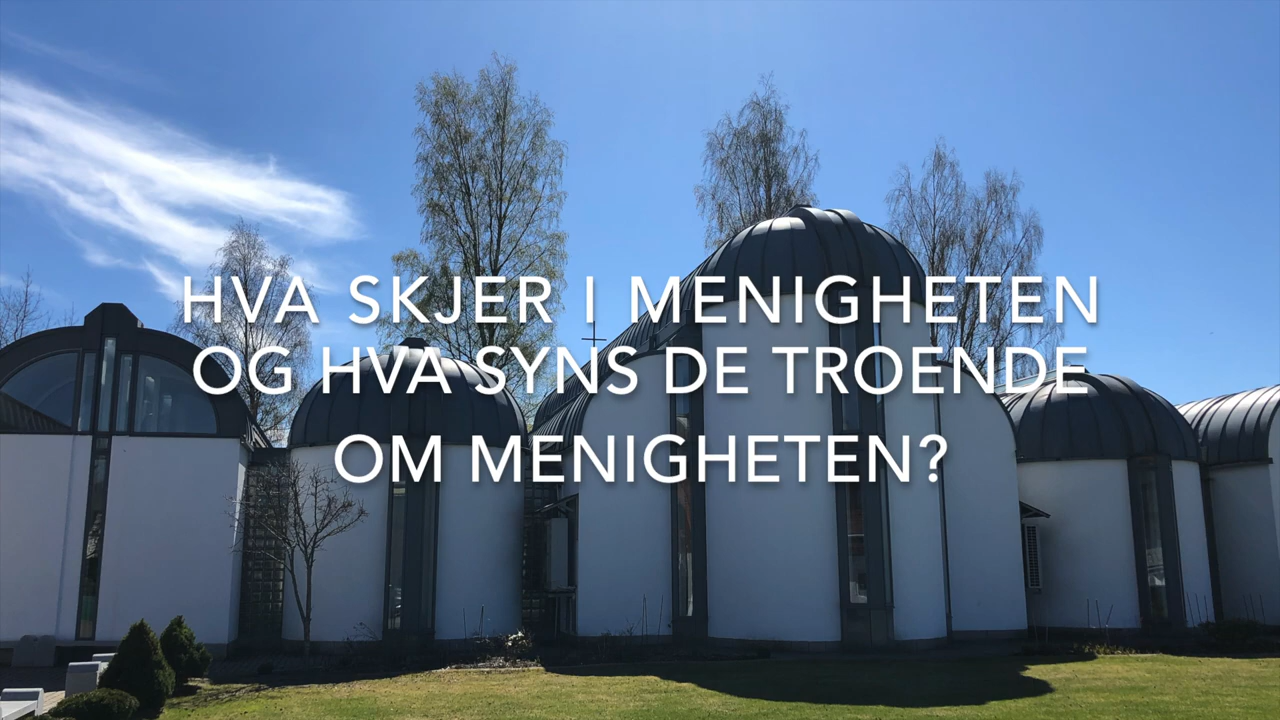 HVA SKJER I MENIGHETEN
OG HVA SYNS DE TROENDE
OM MENIGHETEN?